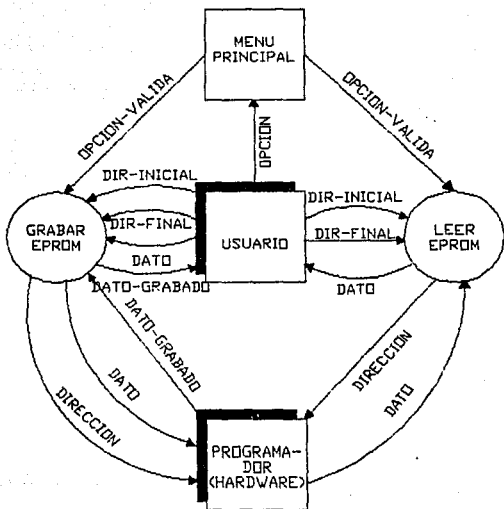 MENU
PRINCIPAL
OPCION-VALIDA
OPCION-VALIDA
OPCION
DIR-INICIAL
DIR-INICIAL
GRABAR
EPROM
DIR-FINAL
USUARIO
DIR-FINAL
LEER
EPROM
DATO
DATO-GRABADO
DATO
DATO-GRABADO
DIRECCION
DATO
DIRECCION
DATO
PROGRAMA-
DOR
(HARDWARE)